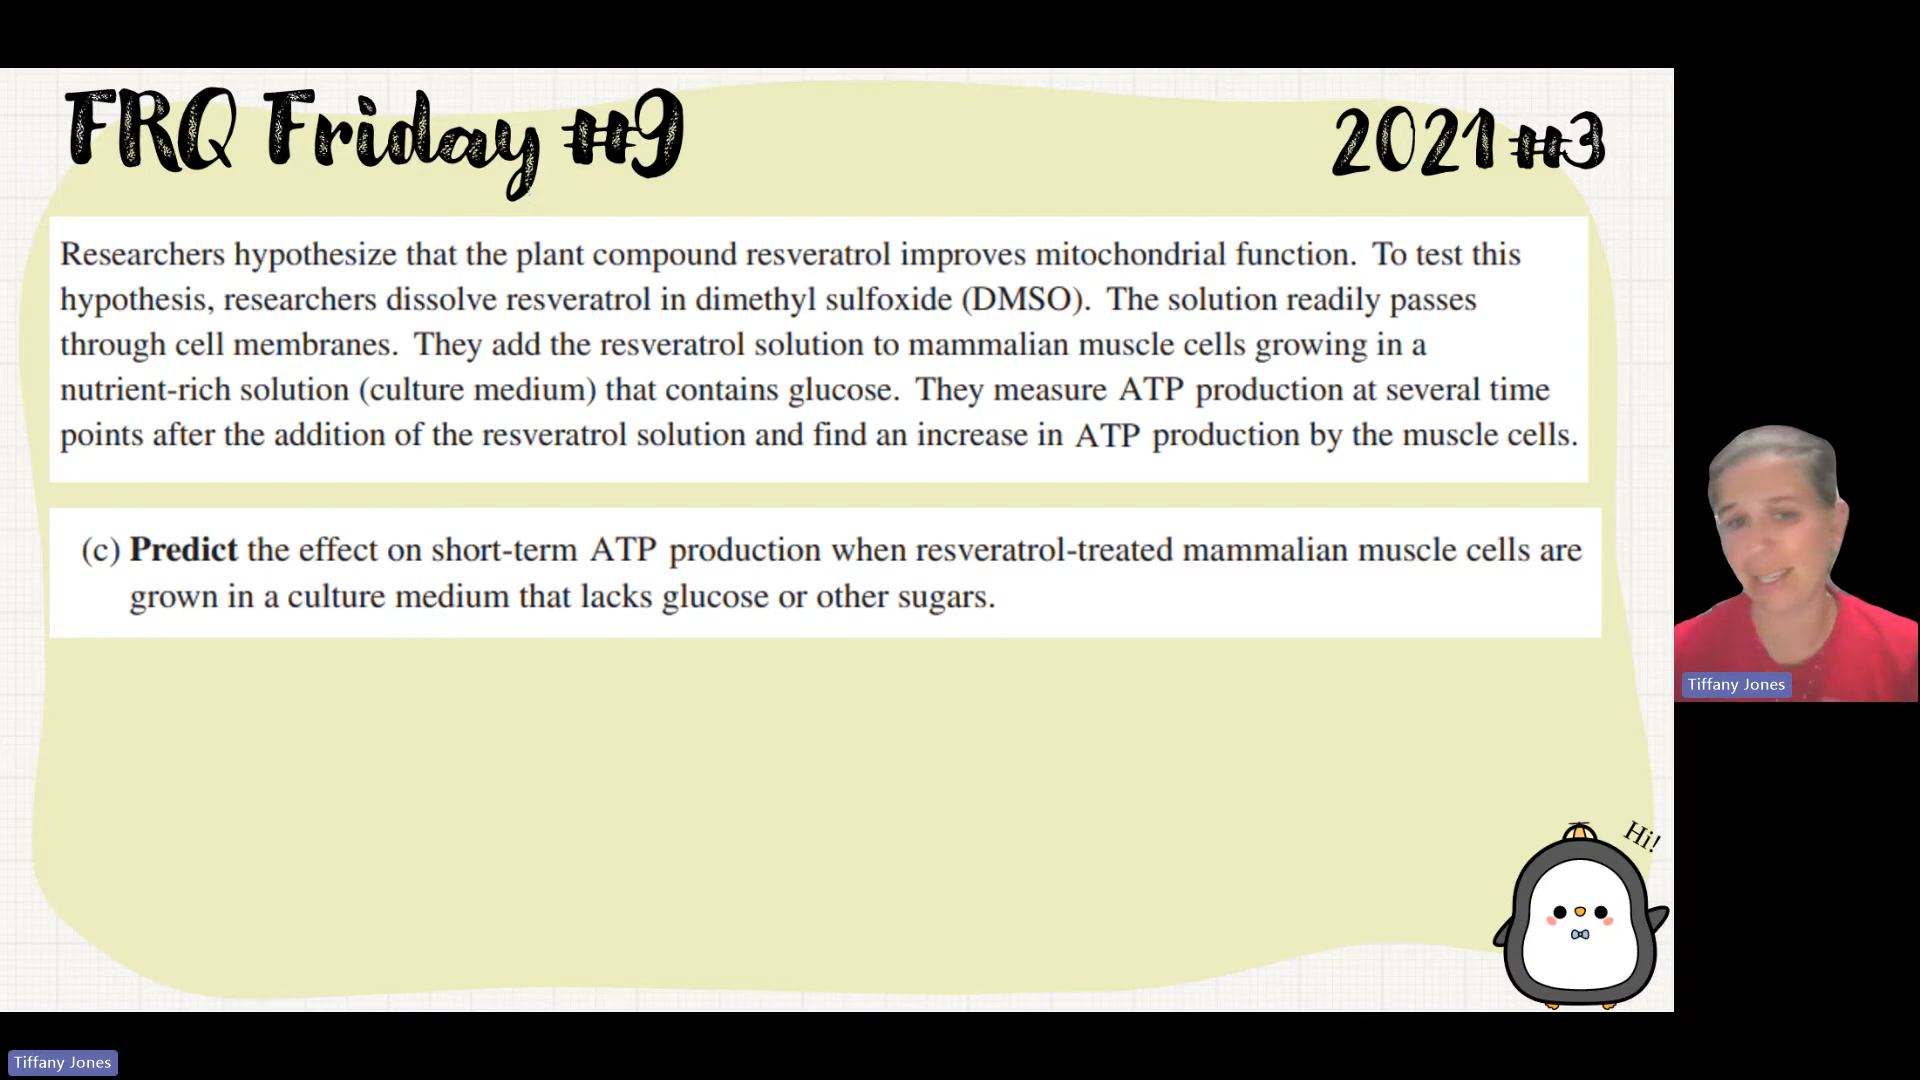 FRQ Friday #9
2021 #3
Researchers hypothesize that the plant compound resveratrol improves mitochondrial function. To test this
hypothesis, researchers dissolve resveratrol in dimethyl sulfoxide (DMSO). The solution readily passes
through cell membranes. They add the resveratrol solution to mammalian muscle cells growing in a
nutrient-rich solution (culture medium) that contains glucose. They measure ATP production at several time
points after the addition of the resveratrol solution and find an increase in ATP production by the muscle cells.
(c) Predict the effect on short-term ATP production when resveratrol-treated mammalian muscle cells are
grown in a culture medium that lacks glucose or other sugars.
Tiffany Jones
Hi!
Tiffany Jones